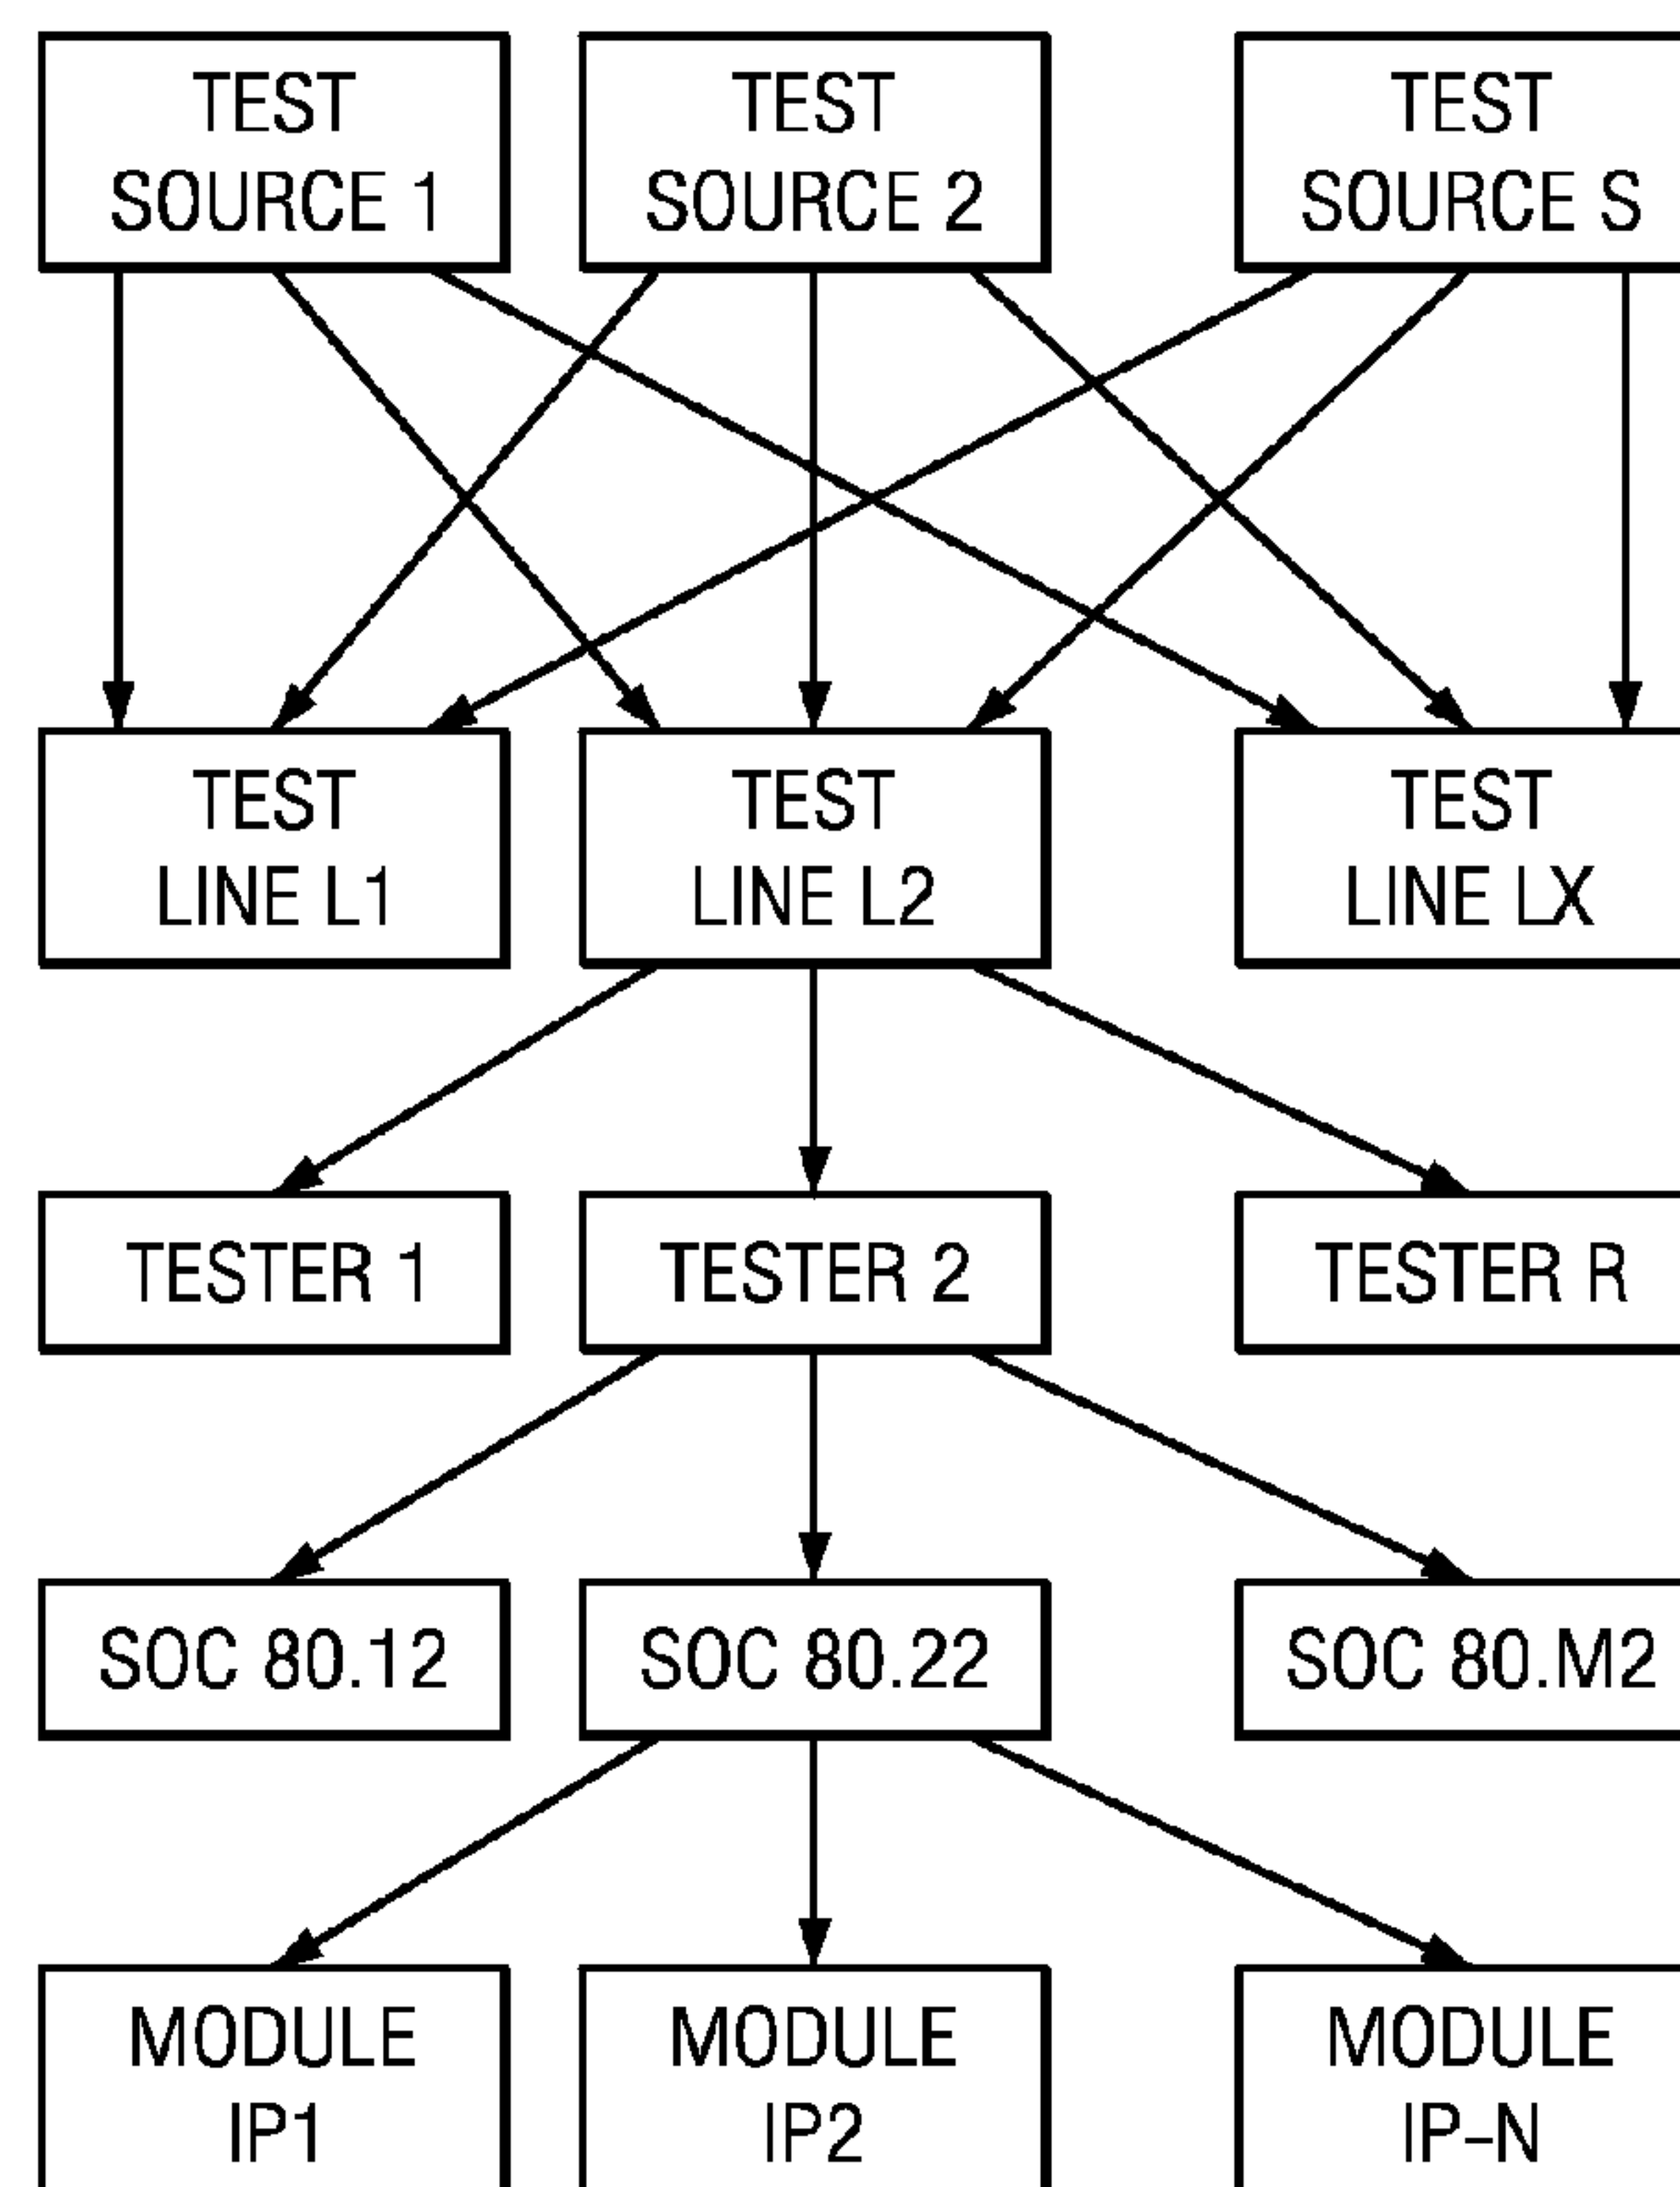 TEST
SOURCE 1
TEST
SOURCE 2
TEST
SOURCE S
TEST
LINE L1
TEST
LINE L2
TEST
LINE LX
TESTER 1
TESTER 2
TESTER R
SOC 80.12
SOC 80.22
SOC 80.M2
MODULE
IP1
MODULE
IP2
MODULE
IP-N